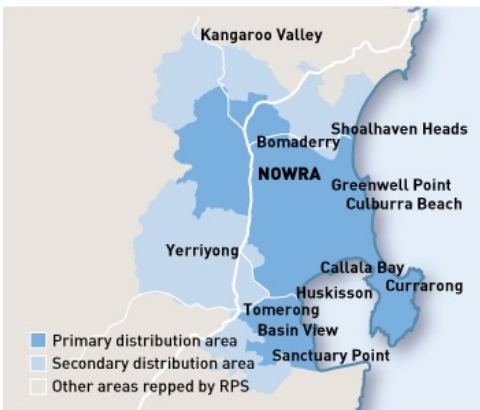 Kangaroo Valley
Shoalhaven Heads
Bomaderry
NOWRA
Greenwell Point
Culburra Beach
Yerriyong
Callala Bay
Currarong
Huskisson
Tomerong
Basin View
Sanctuary Point
Primary distribution area
Secondary distribution area
Other areas repped by RPS